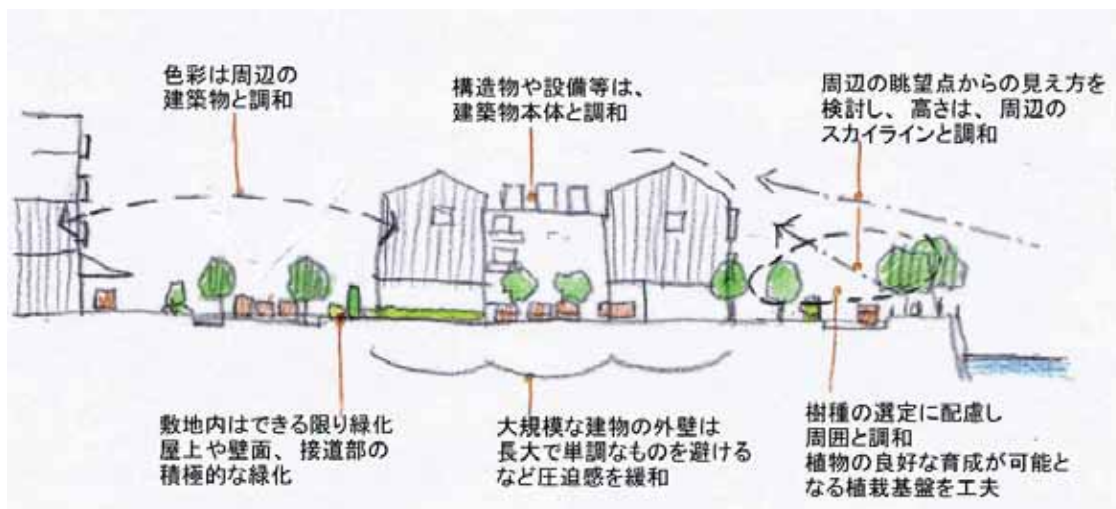 色彩は周辺の
建築物と調和
構造物や設備等は、
建築物本体と調和
周辺の眺望点からの見え方を
検討し、高さは、周辺の
スカイラインと調和
敷地内はできる限り緑化
屋上や壁面、接道部の
積極的な緑化
大規模な建物の外壁は
長大で単調なものを避ける
など圧迫感を緩和
樹種の選定に配慮し
周囲と調和
植物の良好な育成が可能と
なる植栽基盤を工夫